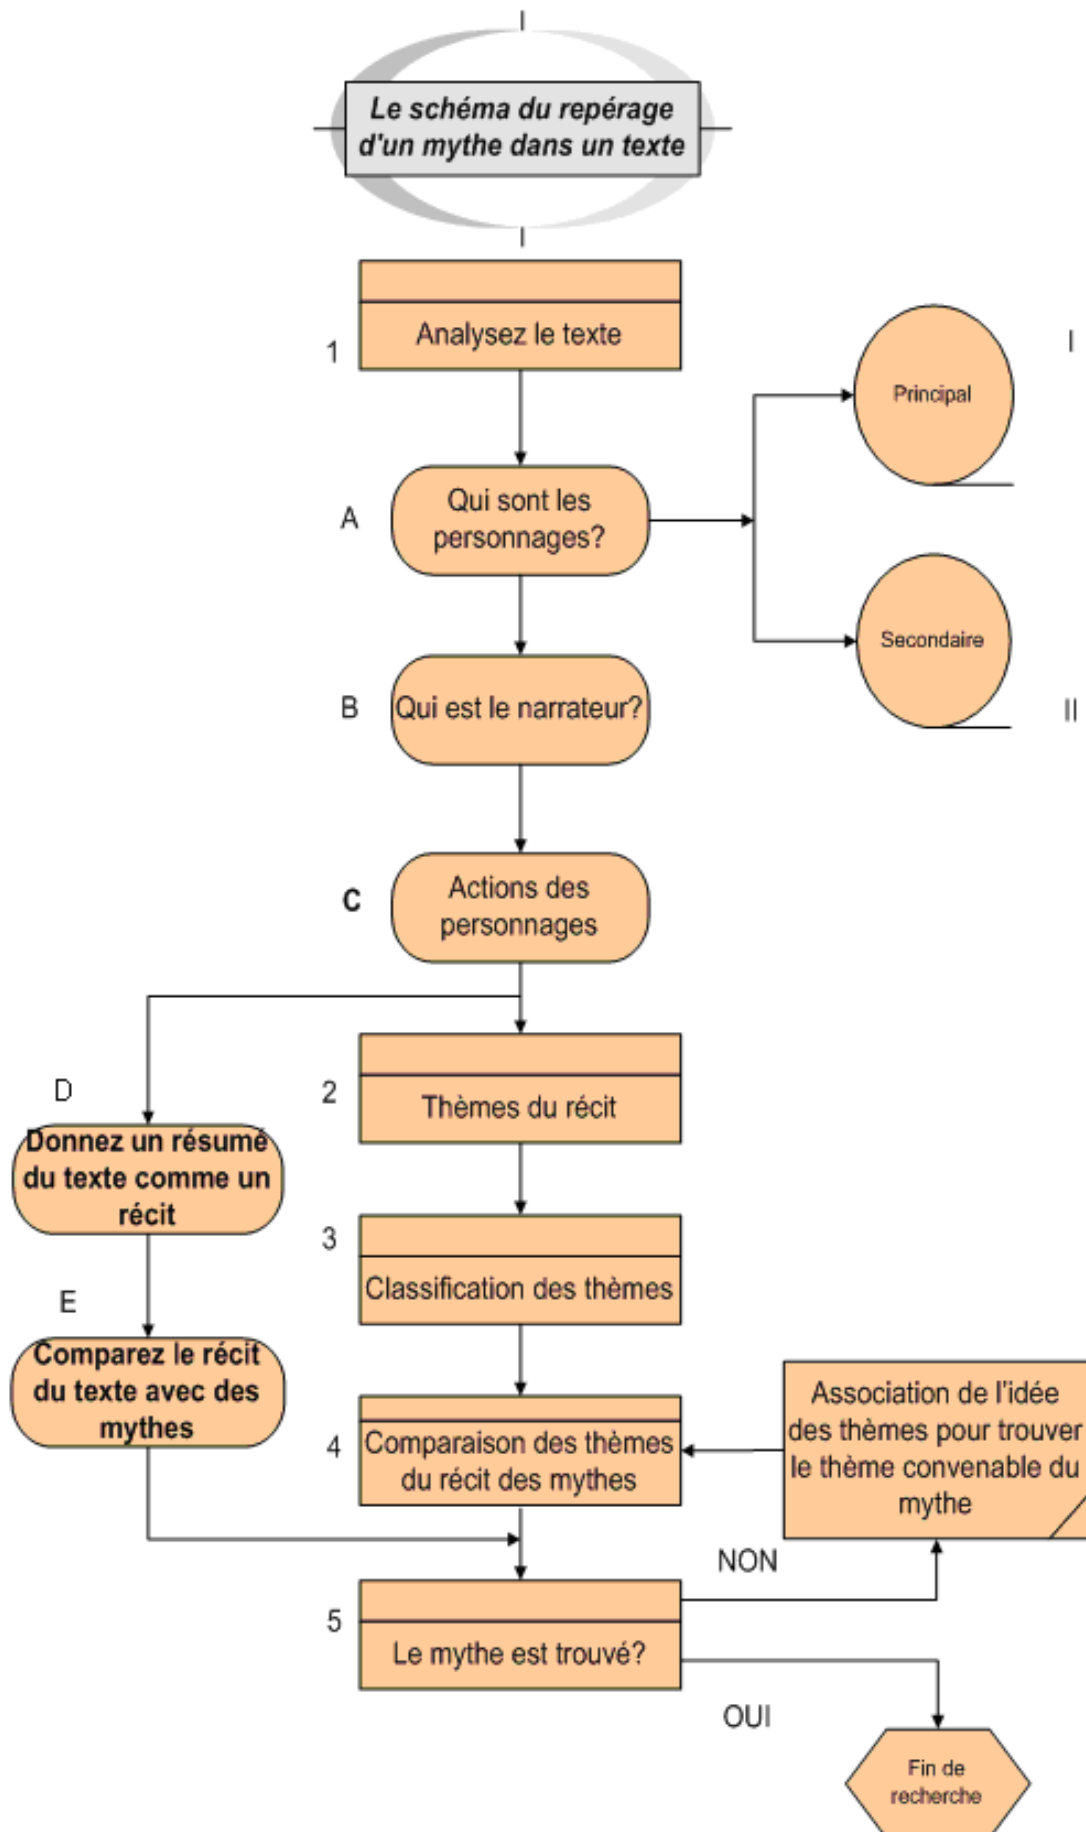 Le schéma du repérage
d'un mythe dans un texte
1
Analysez le texte
I
Principal
A
Qui sont les
personnages?
Secondaire
II
B
Qui est le narrateur?
C
Actions des
personnages
D
Donnez un résumé
du texte comme un
récit
2
Thèmes du récit
3
Classification des thèmes
E
Comparez le récit
du texte avec des
mythes
4
Comparaison des thèmes
du récit des mythes
Association de l'idée
des thèmes pour trouver
le thème convenable du
mythe
NON
5
Le mythe est trouvé?
OUI
Fin de
recherche